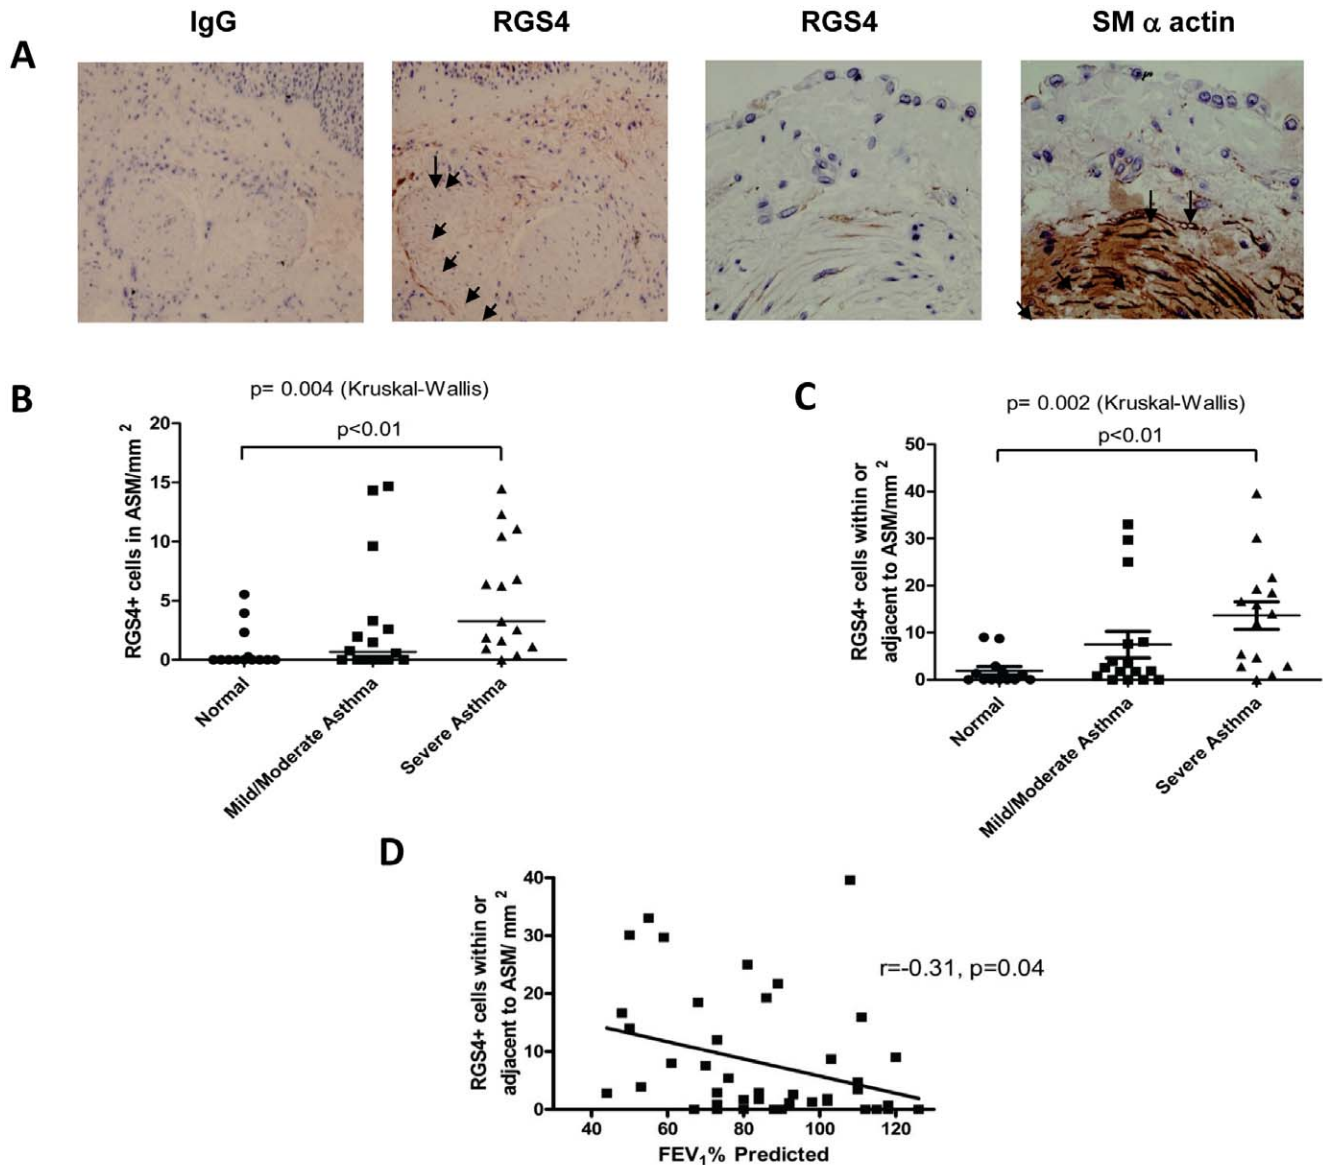 IgG
RGS4
RGS4
SM α actin
A
B
p= 0.004 (Kruskal-Wallis)
p<0.01
RGS4+ cells in ASM/mm 2
20
15
10
5
0
Normal
Mild/Moderate Asthma
Severe Asthma
C
p= 0.002 (Kruskal-Wallis)
p<0.01
RGS4+ cells within or
adjacent to ASM/mm 2
50
40
30
20
10
0
Normal
Mild/Moderate Asthma
Severe Asthma
D
RGS4+ cells within or
adjacent to ASM/ mm 2
40
30
20
10
0
r=-0.31, p=0.04
40 60 80 100 120
FEV1% Predicted